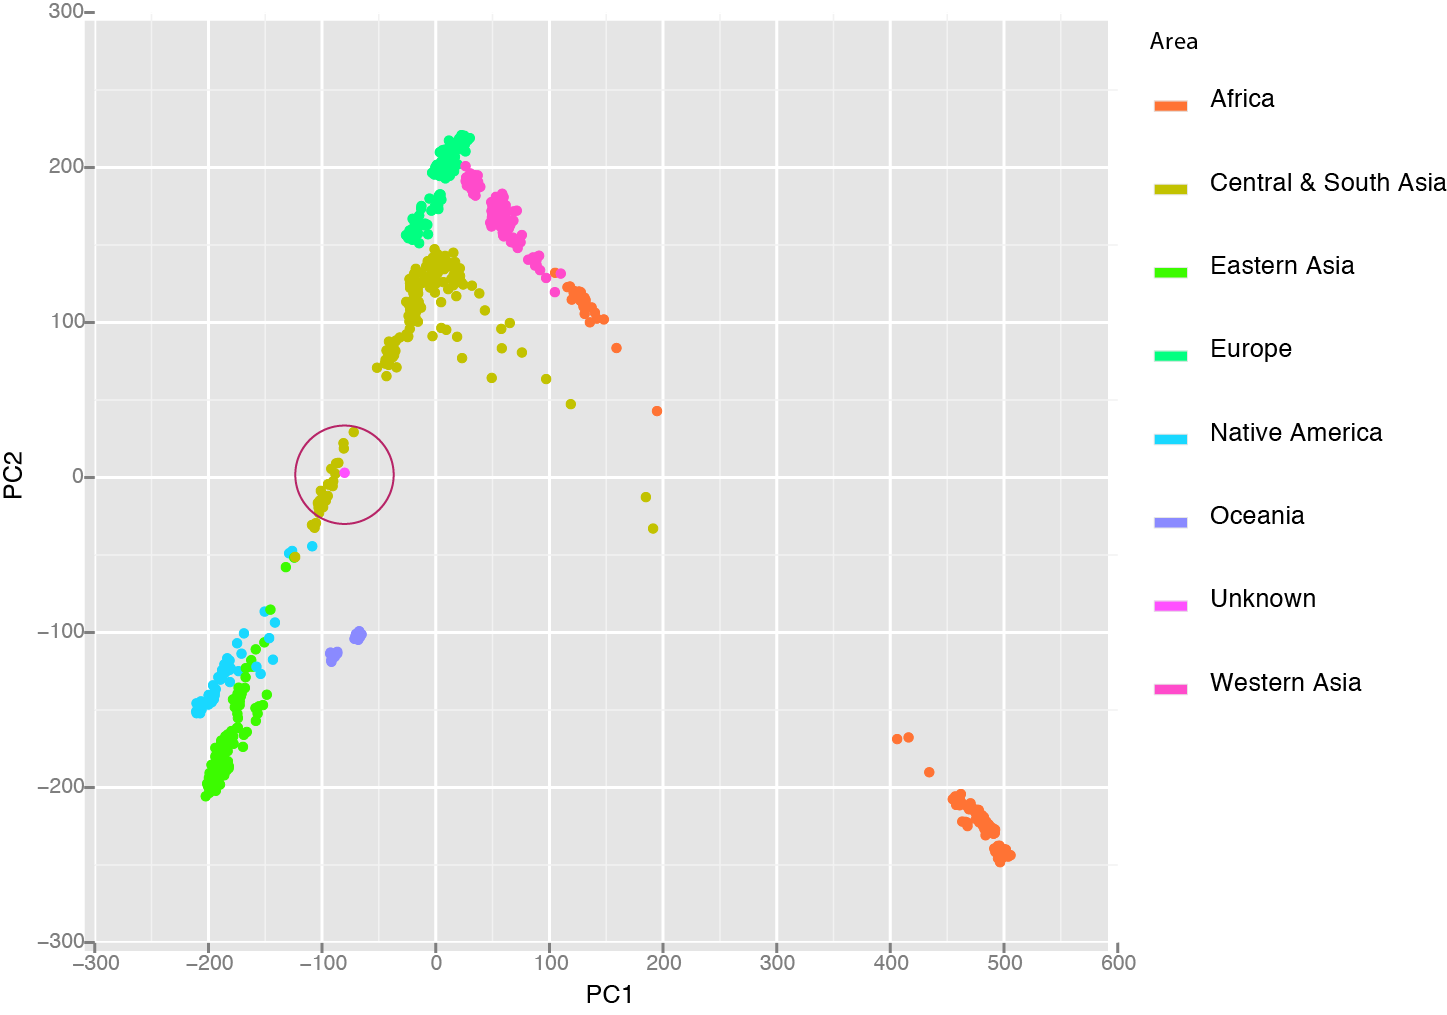 300
200
100
0
−100
−200
−300
PC2
−300
−200
−100
0
100
200
300
400
500
600
PC1
Area
Africa
Central & South Asia
Eastern Asia
Europe
Native America
Oceania
Unknown
Western Asia